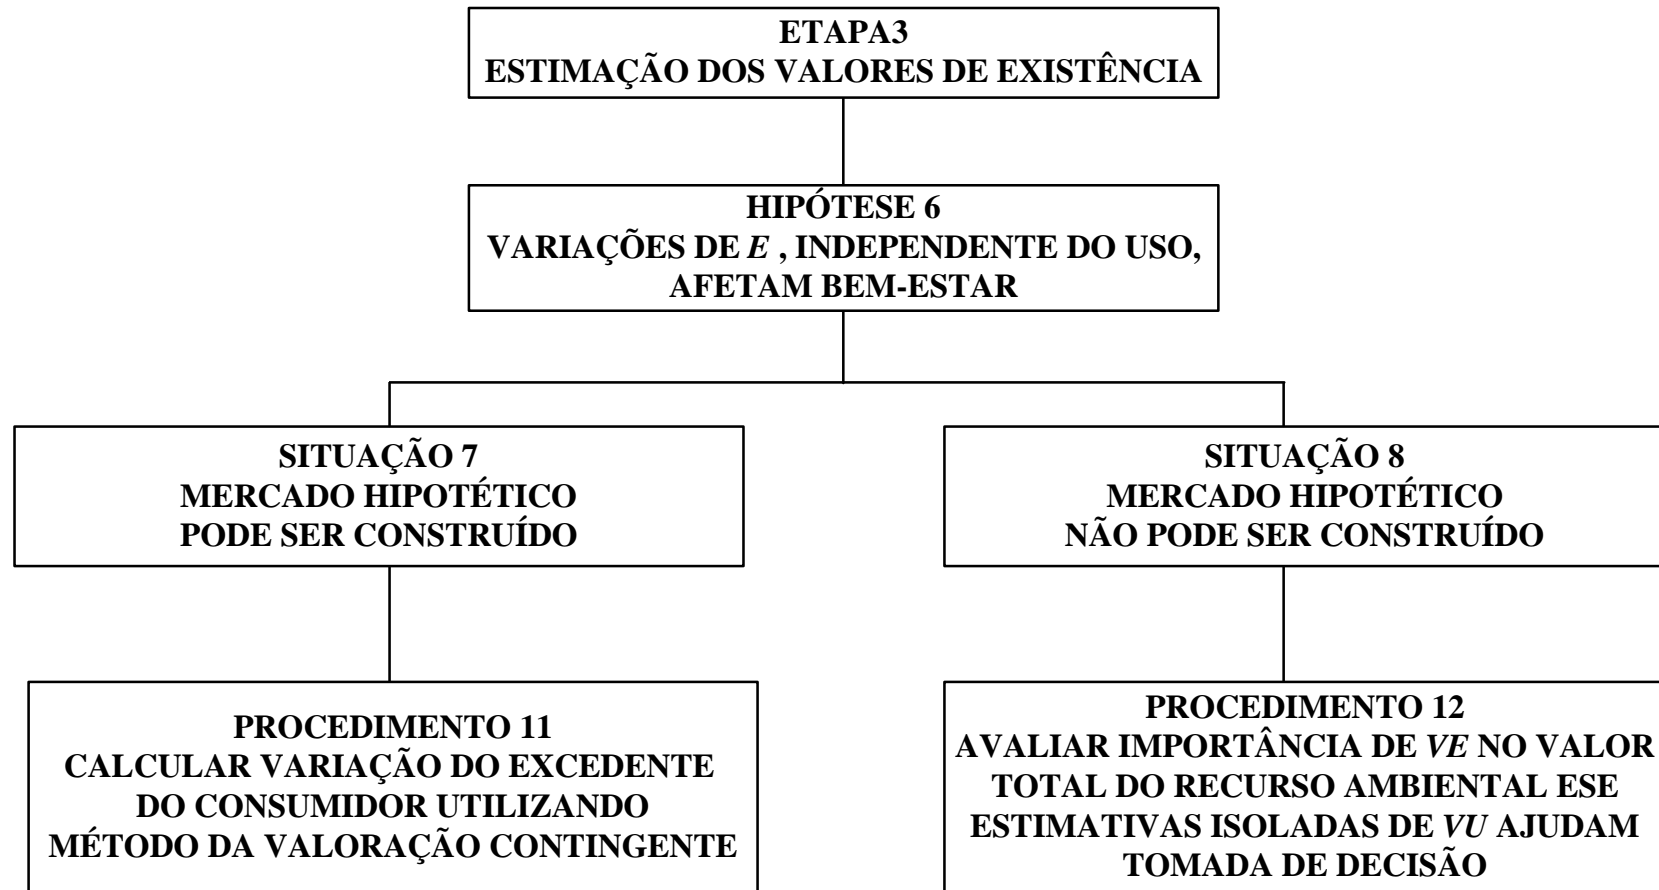 ETAPA3
ESTIMAÇÃO DOS VALORES DE EXISTÊNCIA
HIPÓTESE 6
VARIAÇÕES DE E , INDEPENDENTE DO USO,
AFETAM BEM-ESTAR
SITUAÇÃO 7
MERCADO HIPOTÉTICO
PODE SER CONSTRUÍDO
SITUAÇÃO 8
MERCADO HIPOTÉTICO
NÃO PODE SER CONSTRUÍDO
PROCEDIMENTO 11
CALCULAR VARIAÇÃO DO EXCEDENTE
DO CONSUMIDOR UTILIZANDO
MÉTODO DA VALORAÇÃO CONTINGENTE
PROCEDIMENTO 12
AVALIAR IMPORTÂNCIA DE VE NO VALOR
TOTAL DO RECURSO AMBIENTAL ESE
ESTIMATIVAS ISOLADAS DE VU AJUDAM
TOMADA DE DECISÃO